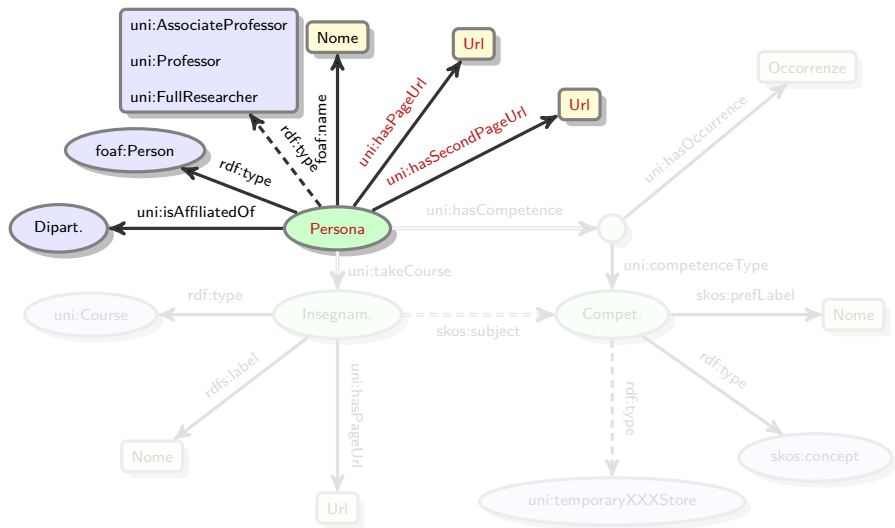 uni:AssociateProfessor
uni:Professor
uni:FullResearcher
Nome
Url
Url
Occorrenze
foaf:Person
rdf:type
rdf:type
foaf:name
uni:hasPageUrl
uni:hasSecondPageUrl
uni:hasOccurrence
Dipart.
uni:isAffiliatedOf
Persona
uni:hasCompetence
uni:takeCourse
uni:competenceType
uni:Course
rdf:type
Insegnam.
skos:subject
Compet.
skos:prefLabel
Nome
rdfs:label
uni:hasPageUrl
rdf:type
rdf:type
Nome
Url
uni:temporaryXXXStore
skos:concept